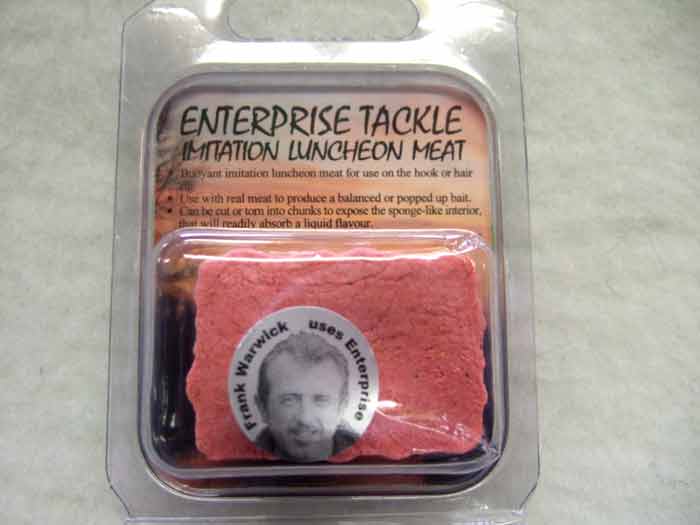 ENTERPRISE TACKLE
IMITATION LUNCHEON MEAT
• Buoyant imitation luncheon meat for use on the hook or hair
rig.
• Use with real meat to produce a balanced or popped up bait.
• Can be cut or torn into chunks to expose the sponge-like interior,
that will readily absorb a liquid flavour.
Frank Warwick uses Enterprise